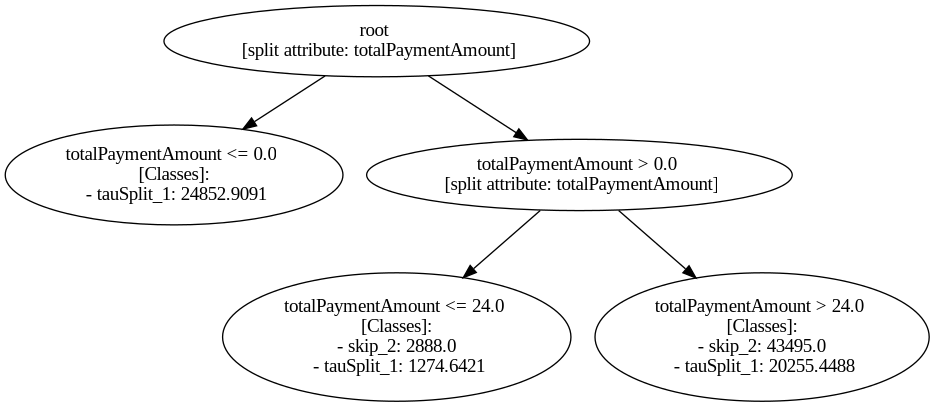 root
[split attribute: totalPaymentAmount]
totalPaymentAmount <= 0.0
[Classes]:
- tauSplit_1: 24852.9091
totalPaymentAmount > 0.0
[split attribute: totalPaymentAmount]
totalPaymentAmount <= 24.0
[Classes]:
- skip_2: 2888.0
- tauSplit_1: 1274.6421
totalPaymentAmount > 24.0
[Classes]:
- skip_2: 43495.0
- tauSplit_1: 20255.4488